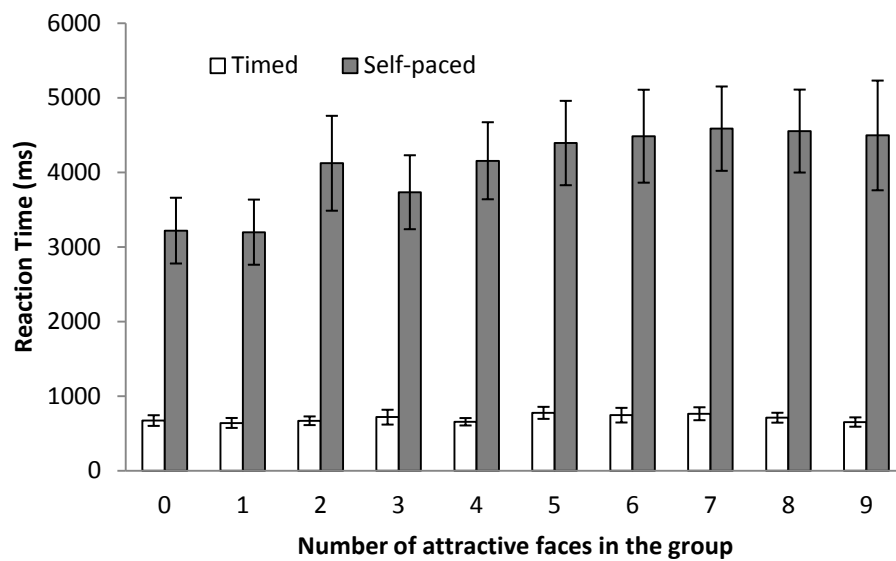 6000
5000
4000
3000
2000
1000
0
Reaction Time (ms)
Timed Self-paced
0 1 2 3 4 5 6 7 8 9
Number of attractive faces in the group